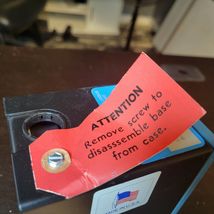 ATTENTION
Remove screw to
disasssemble base
from case.